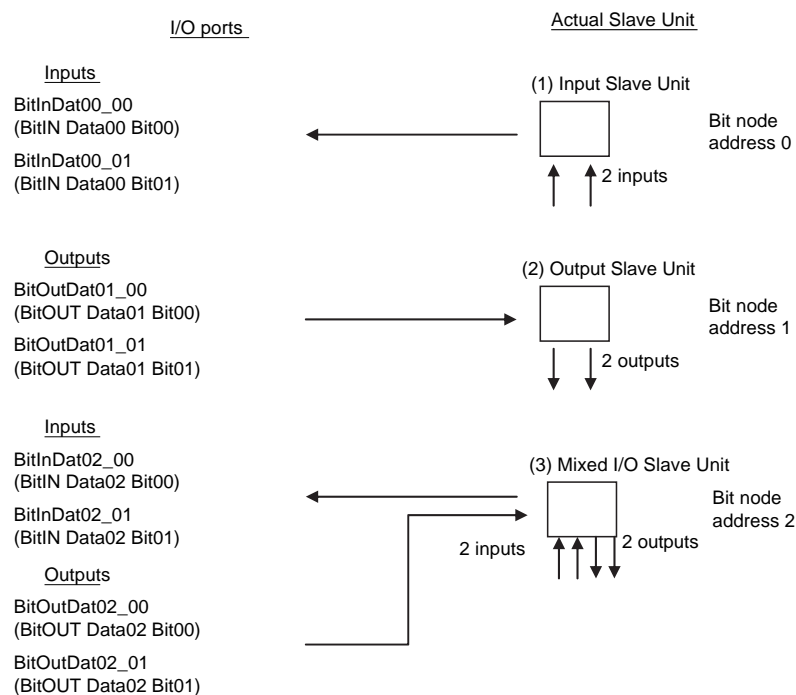 I/O ports
Actual Slave Unit
Inputs
BitInDat00_00
(BitIN Data00 Bit00)
BitInDat00_01
(BitIN Data00 Bit01)
(1) Input Slave Unit
2 inputs
Bit node
address 0
Outputs
BitOutDat01_00
(BitOUT Data01 Bit00)
BitOutDat01_01
(BitOUT Data01 Bit01)
(2) Output Slave Unit
2 outputs
Bit node
address 1
Inputs
BitInDat02_00
(BitIN Data02 Bit00)
BitInDat02_01
(BitIN Data02 Bit01)
Outputs
BitOutDat02_00
(BitOUT Data02 Bit00)
BitOutDat02_01
(BitOUT Data02 Bit01)
(3) Mixed I/O Slave Unit
2 inputs
2 outputs
Bit node
address 2